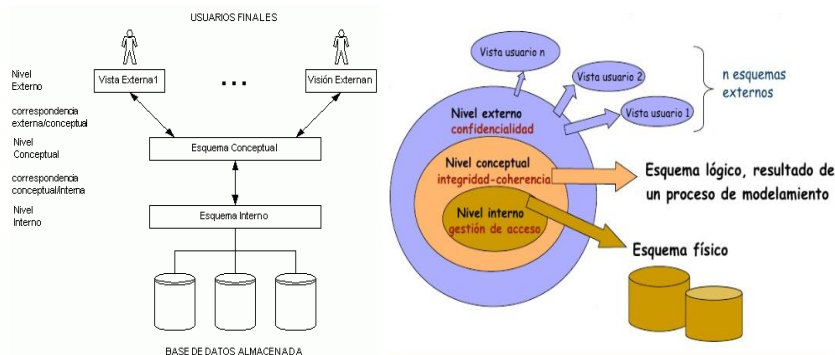 USUARIOS FINALES
Nivel
Externo
Vista Externa1
...
Visión Externan
correspondencia
externa/conceptual
Nivel
Conceptual
Esquema Conceptual
correspondencia
conceptual/interna
Nivel
Interno
Esquema Interno
BASE DE DATOS ALMACENADA
Vista usuario n
Vista usuario 2
Vista usuario 1
n esquemas
externos
Nivel externo
confidencialidad
Nivel conceptual
integridad-coherencia
Esquema lógico, resultado de
un proceso de modelamiento
Nivel interno
gestión de acceso
Esquema físico